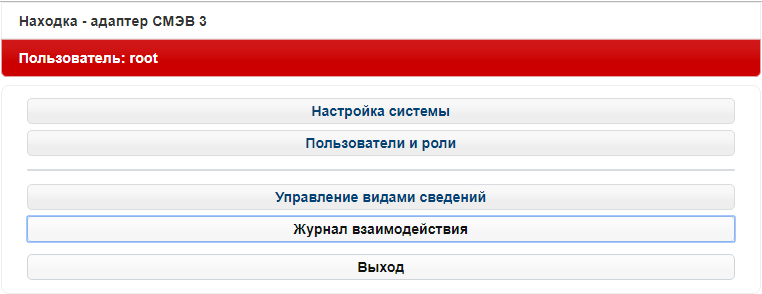 Находка - адаптер СМЭВ 3
Пользователь: root
Настройка системы
Пользователи и роли
Управление видами сведений
Журнал взаимодействия
Выход